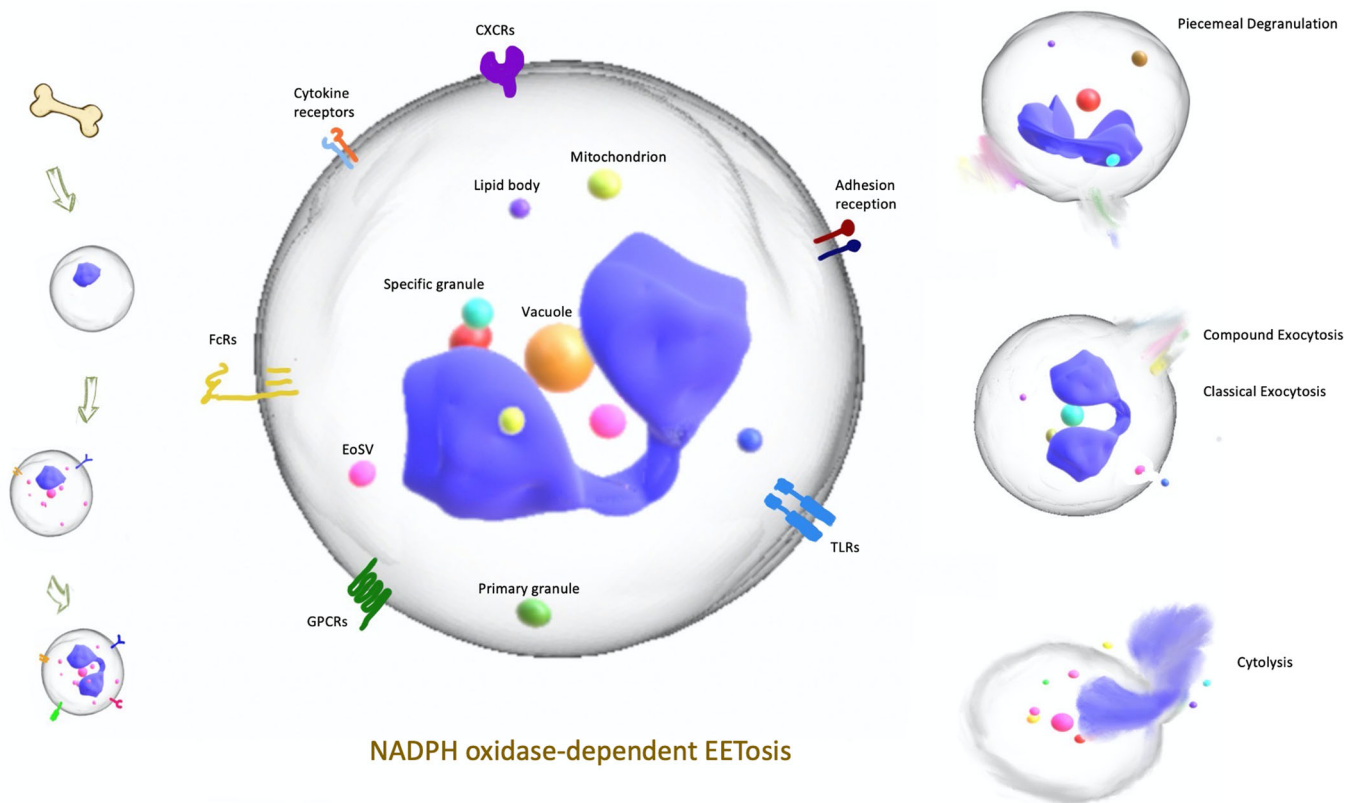 Piecemeal Degranulation
CXCRs
Cytokine
receptors
Mitochondrion
Lipid body
Adhesion
reception
Specific granule
Vacuole
FcRs
Compound Exocytosis
Classical Exocytosis
EoSV
TLRs
Primary granule
GPCRs
Cytolysis
NADPH oxidase-dependent EETosis